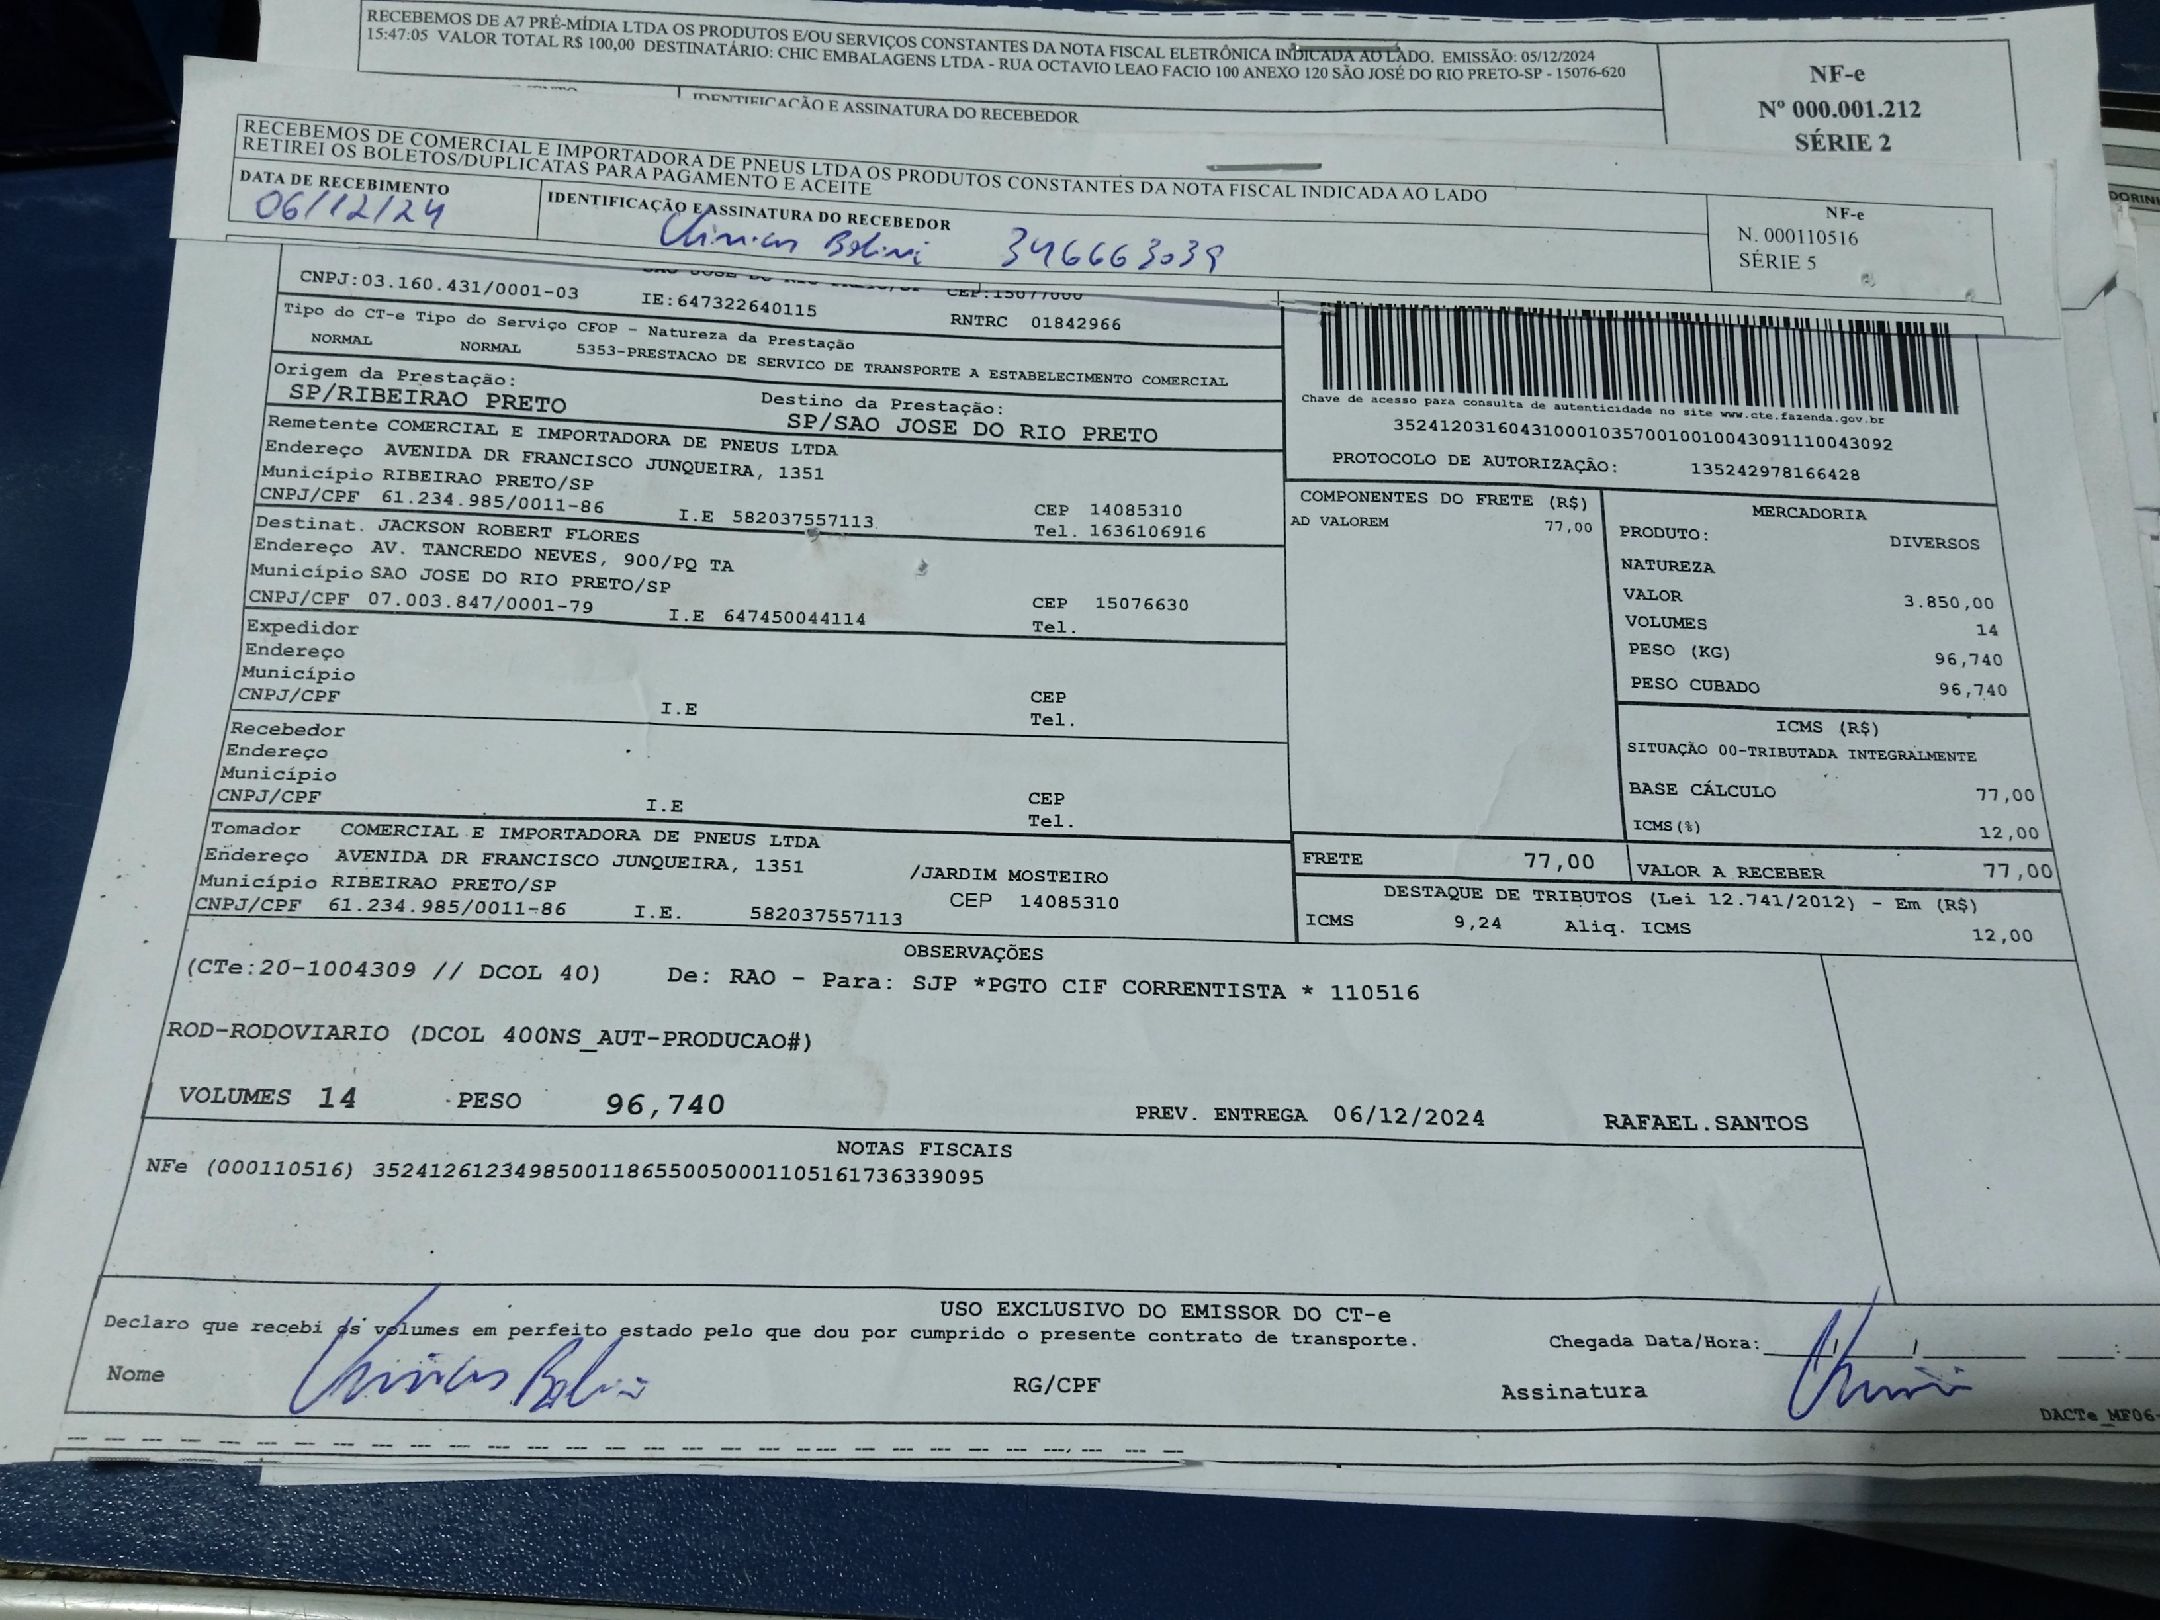 RECEBEMOS DE A7 PRÉ-MÍDIA LTDA OS PRODUTOS E/OU SERVIÇOS CONSTANTES DA NOTA FISCAL ELETRÔNICA INDICADA AO LADO. EMISSÃO: 05/12/2024
15:47:05 VALOR TOTAL R$ 100,00 DESTINATÁRIO: CHIC EMBALAGENS LTDA - RUA OCTAVIO LEAO FACIO 100 ANEXO 120 SÃO JOSÉ DO RIO PRETO-SP - 15076-620
NF-e
Nº 000.001.212
SÉRIE 2
IDENTIFICAÇÃO E ASSINATURA DO RECEBEDOR
RECEBEMOS DE COMERCIAL E IMPORTADORA DE PNEUS LTDA OS PRODUTOS CONSTANTES DA NOTA FISCAL INDICADA AO LADO
RETIREI OS BOLETOS/DUPLICATAS PARA PAGAMENTO E ACEITE
DATA DE RECEBIMENTO
06/12/24
IDENTIFICAÇÃO E ASSINATURA DO RECEBEDOR
346663039
NF-e
N. 000110516
SÉRIE 5
CEP:15077000
CNPJ:03.160.431/0001-03 IE:647322640115 RNTRC 01842966
Tipo do CT-e Tipo do Serviço CFOP - Natureza da Prestação
NORMAL NORMAL 5353-PRESTACAO DE SERVICO DE TRANSPORTE A ESTABELECIMENTO COMERCIAL
Origem da Prestação: Destino da Prestação:
SP/RIBEIRAO PRETO SP/SAO JOSE DO RIO PRETO
Remetente COMERCIAL E IMPORTADORA DE PNEUS LTDA
Endereço AVENIDA DR FRANCISCO JUNQUEIRA, 1351
Município RIBEIRAO PRETO/SP CEP 14085310
CNPJ/CPF 61.234.985/0011-86 I.E 582037557113 Tel. 1636106916
Destinat. JACKSON ROBERT FLORES
Endereço AV. TANCREDO NEVES, 900/PQ TA
Município SAO JOSE DO RIO PRETO/SP CEP 15076630
CNPJ/CPF 07.003.847/0001-79 I.E 647450044114 Tel.
Expedidor
Endereço
Município CEP
CNPJ/CPF I.E Tel.
Recebedor
Endereço
Município CEP
CNPJ/CPF I.E Tel.
Tomador COMERCIAL E IMPORTADORA DE PNEUS LTDA
Endereço AVENIDA DR FRANCISCO JUNQUEIRA, 1351 /JARDIM MOSTEIRO
Município RIBEIRAO PRETO/SP CEP 14085310
CNPJ/CPF 61.234.985/0011-86 I.E. 582037557113
Chave de acesso para consulta de autenticidade no site www.cte.fazenda.gov.br
35241203160431000103570010010043091110043092
PROTOCOLO DE AUTORIZAÇÃO: 135242978166428
COMPONENTES DO FRETE (R$)
AD VALOREM 77,00
MERCADORIA
PRODUTO: DIVERSOS
NATUREZA
VALOR 3.850,00
VOLUMES 14
PESO (KG) 96,740
PESO CUBADO 96,740
ICMS (R$)
SITUAÇÃO 00-TRIBUTADA INTEGRALMENTE
BASE CÁLCULO 77,00
ICMS(%) 12,00
FRETE 77,00 VALOR A RECEBER 77,00
DESTAQUE DE TRIBUTOS (Lei 12.741/2012) - Em (R$)
ICMS 9,24 Aliq. ICMS 12,00
OBSERVAÇÕES
(CTe:20-1004309 // DCOL 40) De: RAO - Para: SJP *PGTO CIF CORRENTISTA * 110516
ROD-RODOVIARIO (DCOL 400NS_AUT-PRODUCAO#)
VOLUMES 14 PESO 96,740 PREV. ENTREGA 06/12/2024 RAFAEL.SANTOS
NOTAS FISCAIS
NFe (000110516) 35241261234985001186550050001105161736339095
USO EXCLUSIVO DO EMISSOR DO CT-e
Declaro que recebi os volumes em perfeito estado pelo que dou por cumprido o presente contrato de transporte. Chegada Data/Hora:
Nome RG/CPF Assinatura
DACTe_MF06-